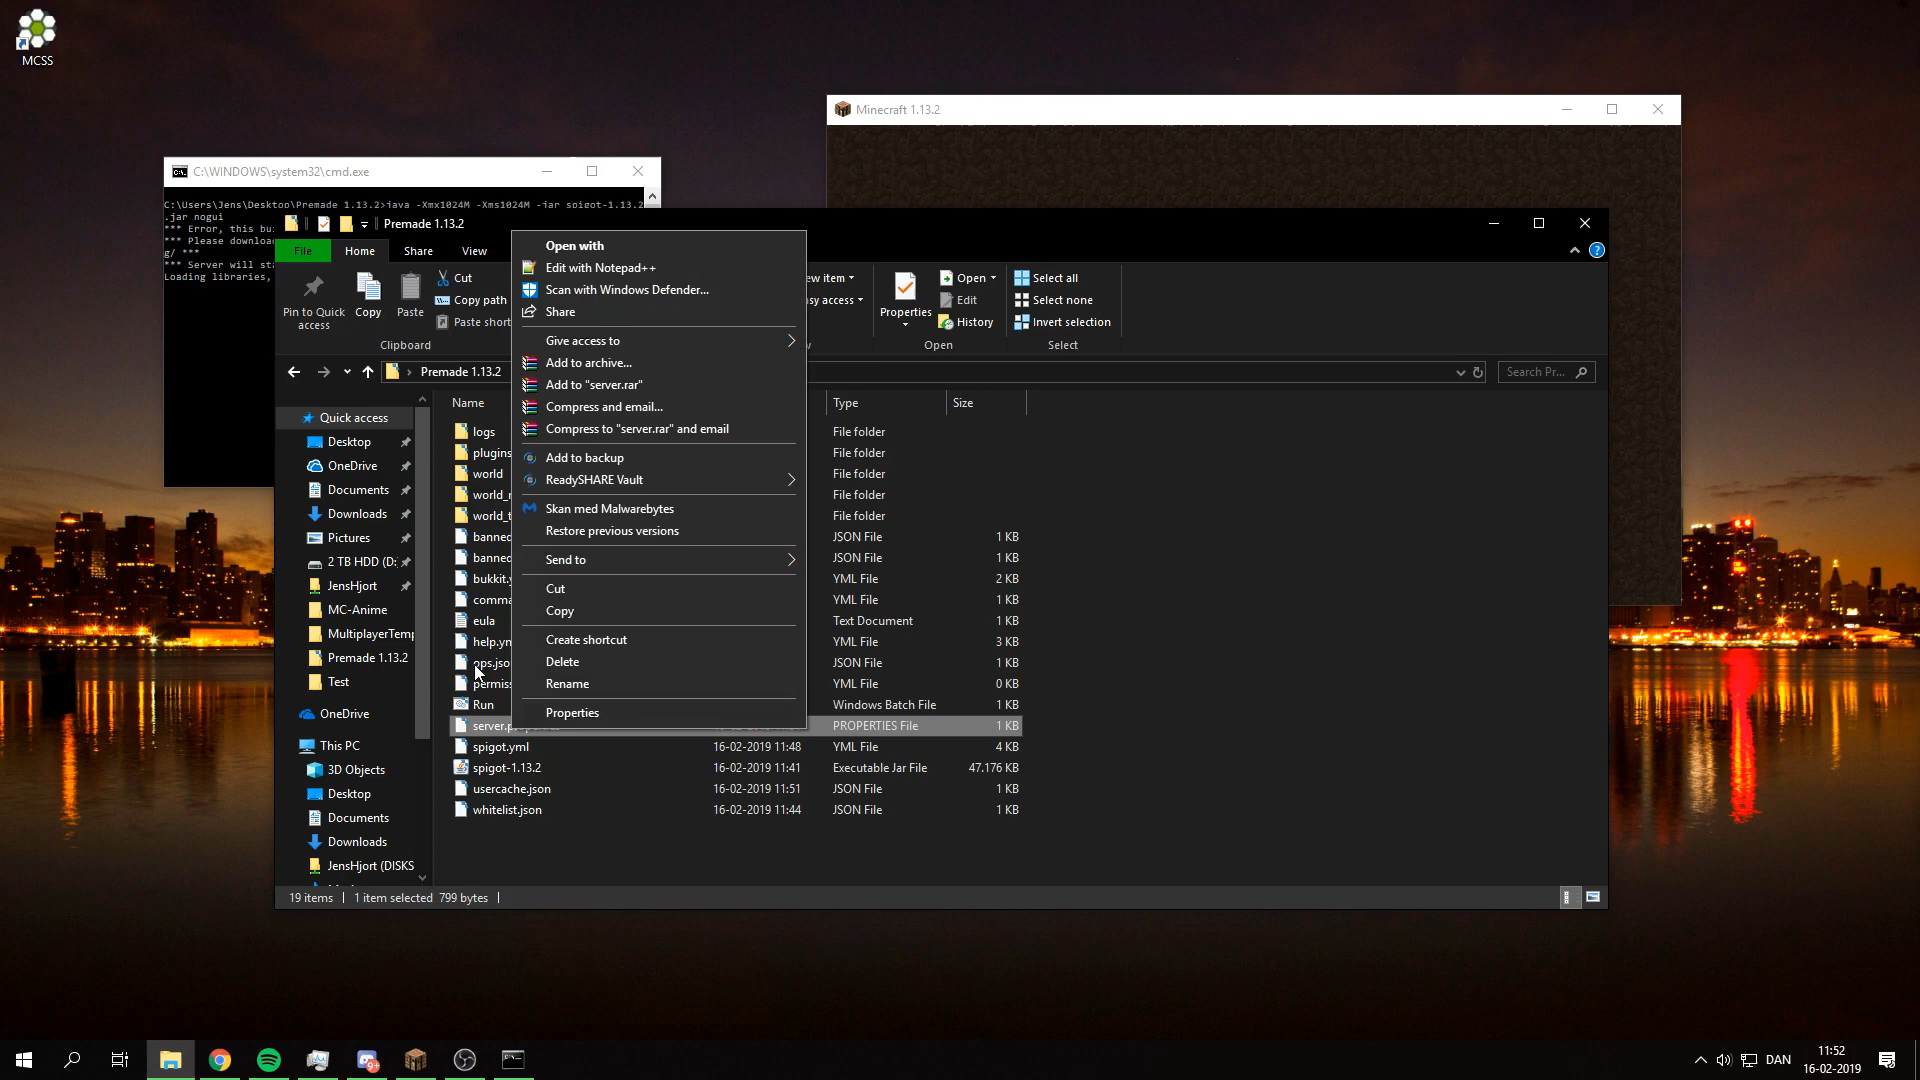 MCSS
Minecraft 1.13.2
C:\WINDOWS\system32\cmd.exe
C:\Users\Jens\Desktop\Premade 1.13.2>java -Xmx1024M -Xms1024M -jar spigot-1.13.2
.jar nogui
*** Error, this bu
*** Please downloa
g/ ***
*** Server will st
Loading libraries,
Premade 1.13.2
File Home Share View
Pin to Quick access
Copy
Paste
Cut
Copy path
Paste short
Clipboard
ew item
sy access
Properties
Open
Edit
History
Open
Select all
Select none
Invert selection
Select
Premade 1.13.2
Search Pr...
Open with
Edit with Notepad++
Scan with Windows Defender...
Share
Give access to
Add to archive...
Add to "server.rar"
Compress and email...
Compress to "server.rar" and email
Add to backup
ReadySHARE Vault
Skan med Malwarebytes
Restore previous versions
Send to
Cut
Copy
Create shortcut
Delete
Rename
Properties
Quick access
Desktop
OneDrive
Documents
Downloads
Pictures
2 TB HDD (D:
JensHjort
MC-Anime
MultiplayerTemp
Premade 1.13.2
Test
OneDrive
This PC
3D Objects
Desktop
Documents
Downloads
JensHjort (DISKS
Name Type Size
logs File folder
plugins File folder
world File folder
world_n File folder
world_t File folder
banned JSON File 1 KB
banned JSON File 1 KB
bukkit.y YML File 2 KB
comma YML File 1 KB
eula Text Document 1 KB
help.ym YML File 3 KB
ops.jso JSON File 1 KB
permiss YML File 0 KB
Run Windows Batch File 1 KB
server.p PROPERTIES File 1 KB
spigot.yml 16-02-2019 11:48 YML File 4 KB
spigot-1.13.2 16-02-2019 11:41 Executable Jar File 47.176 KB
usercache.json 16-02-2019 11:51 JSON File 1 KB
whitelist.json 16-02-2019 11:44 JSON File 1 KB
19 items 1 item selected 799 bytes
9+
DAN
11:52
16-02-2019